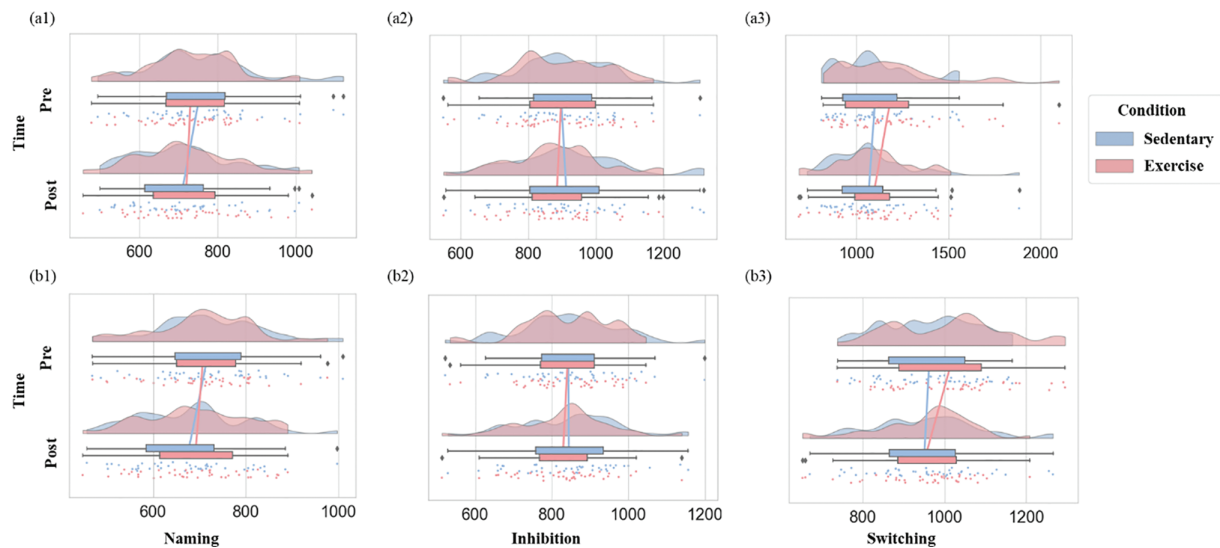 (a1) (a2) (a3)
Time
Pre
Post
600 800 1000
600 800 1000 1200
1000 1500 2000
Condition
Sedentary
Exercise
(b1) (b2) (b3)
Time
Pre
Post
600 800 1000
600 800 1000 1200
800 1000 1200
Naming Inhibition Switching